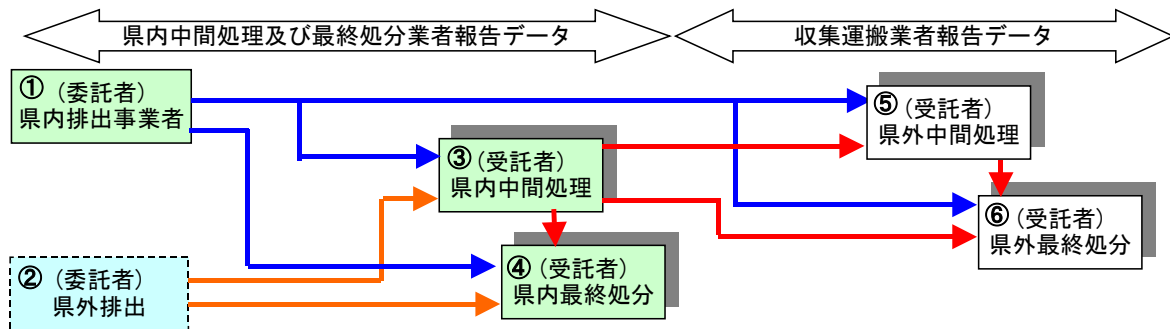 県内中間処理及び最終処分業者報告データ
収集運搬業者報告データ
① (委託者)
県内排出事業者
⑤ (受託者)
県外中間処理
③ (受託者)
県内中間処理
⑥ (受託者)
県外最終処分
④ (受託者)
県内最終処分
② (委託者)
県外排出